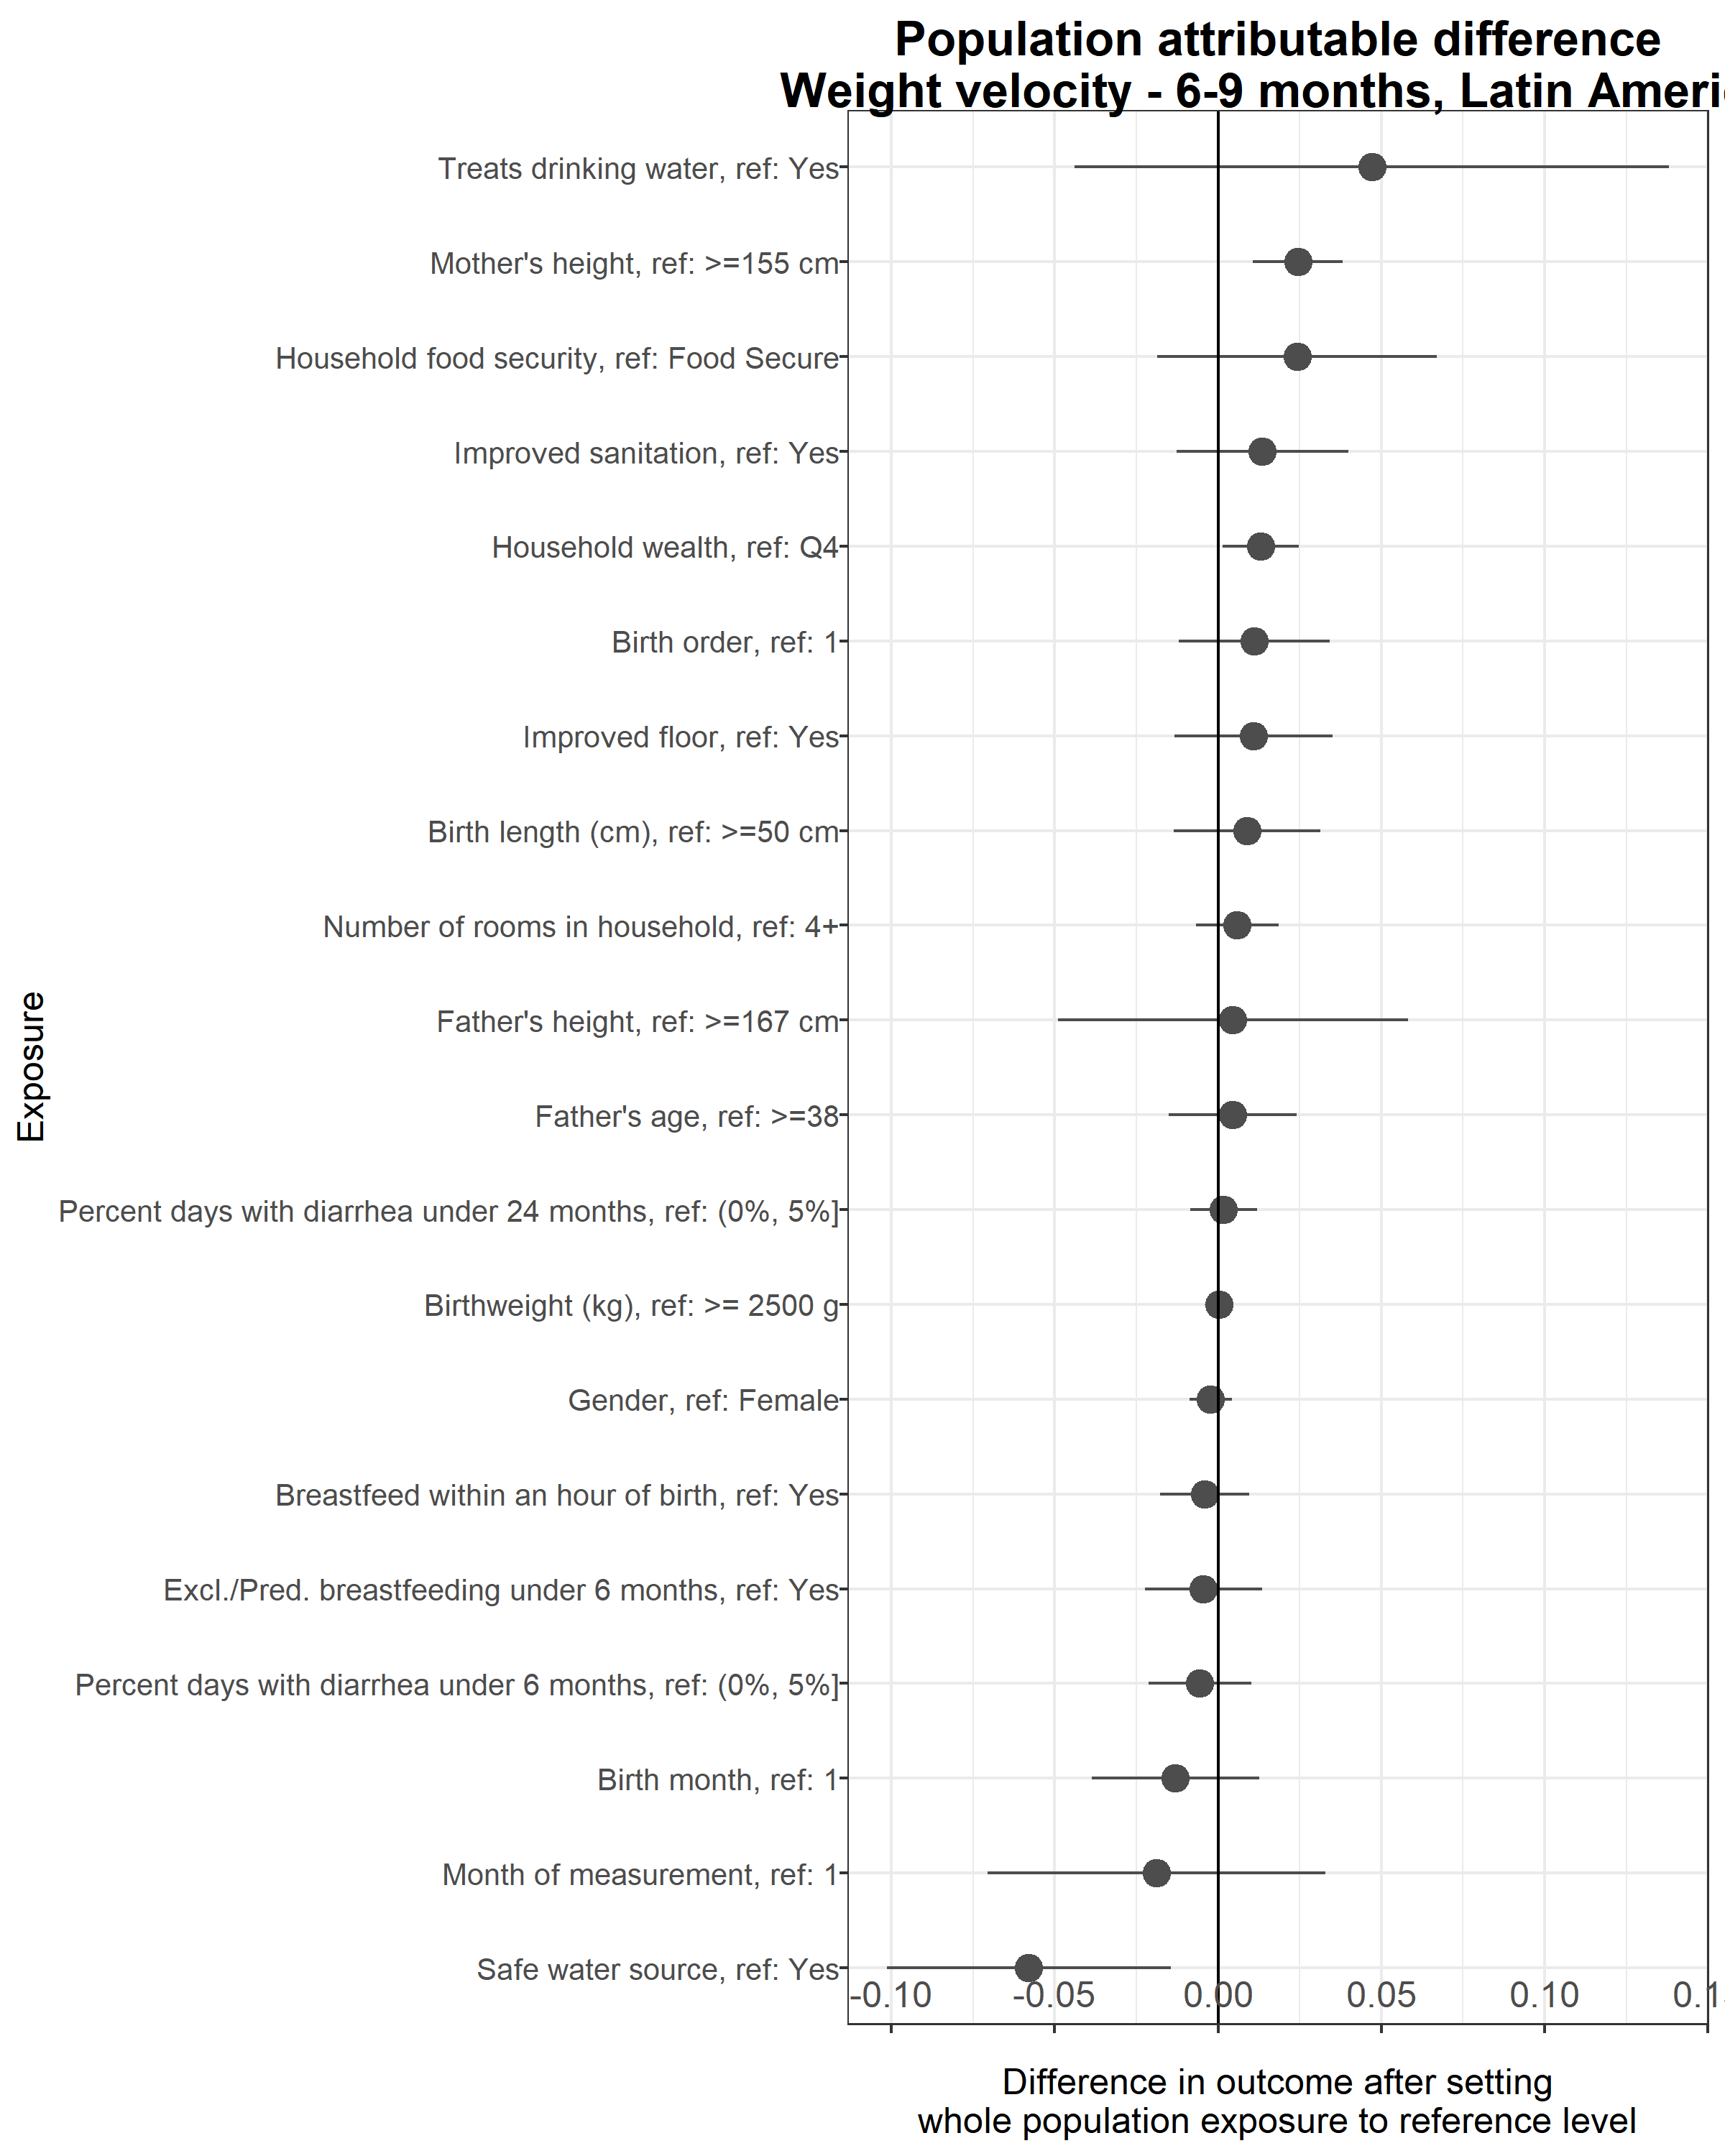 Population attributable difference
Weight velocity - 6-9 months, Latin Ameri
Exposure
Treats drinking water, ref: Yes
Mother's height, ref: >=155 cm
Household food security, ref: Food Secure
Improved sanitation, ref: Yes
Household wealth, ref: Q4
Birth order, ref: 1
Improved floor, ref: Yes
Birth length (cm), ref: >=50 cm
Number of rooms in household, ref: 4+
Father's height, ref: >=167 cm
Father's age, ref: >=38
Percent days with diarrhea under 24 months, ref: (0%, 5%]
Birthweight (kg), ref: >= 2500 g
Gender, ref: Female
Breastfeed within an hour of birth, ref: Yes
Excl./Pred. breastfeeding under 6 months, ref: Yes
Percent days with diarrhea under 6 months, ref: (0%, 5%]
Birth month, ref: 1
Month of measurement, ref: 1
Safe water source, ref: Yes
-0.10 -0.05 0.00 0.05 0.10 0.1
Difference in outcome after setting
whole population exposure to reference level